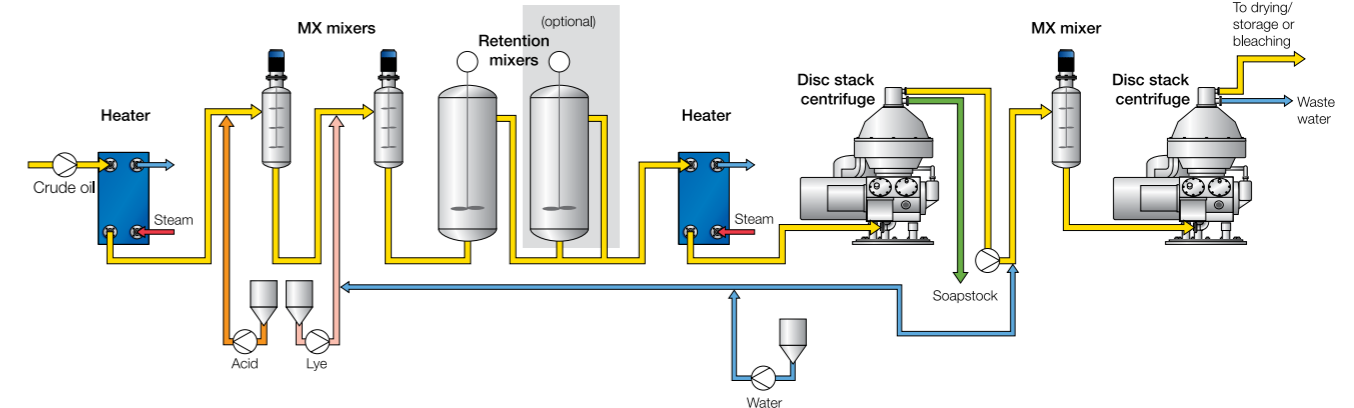 (optional)
To drying/
storage or
bleaching
MX mixers
Retention
mixers
MX mixer
Disc stack
centrifuge
Disc stack
centrifuge
Heater
Heater
Waste
water
Crude oil
Steam
Steam
Soapstock
Acid
Lye
Water